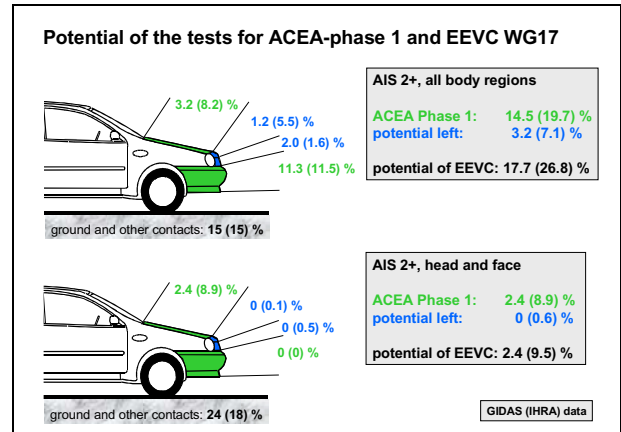 Potential of the tests for ACEA-phase 1 and EEVC WG17
3.2 (8.2) %
1.2 (5.5) %
2.0 (1.6) %
11.3 (11.5) %
ground and other contacts: 15 (15) %
AIS 2+, all body regions
ACEA Phase 1: 14.5 (19.7) %
potential left: 3.2 (7.1) %
potential of EEVC: 17.7 (26.8) %
2.4 (8.9) %
0 (0.1) %
0 (0.5) %
0 (0) %
ground and other contacts: 24 (18) %
AIS 2+, head and face
ACEA Phase 1: 2.4 (8.9) %
potential left: 0 (0.6) %
potential of EEVC: 2.4 (9.5) %
GIDAS (IHRA) data